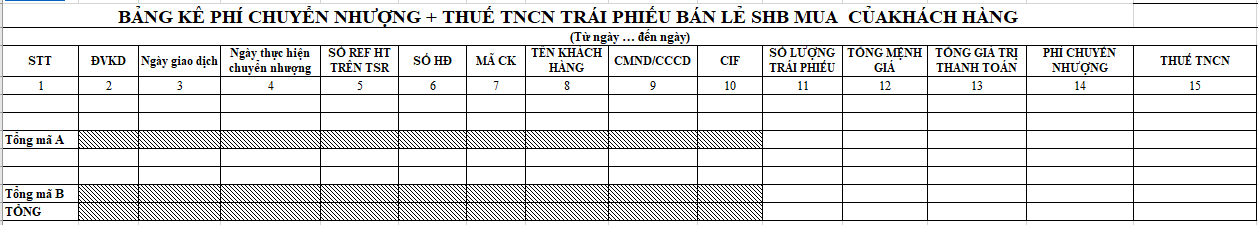 BẢNG KÊ PHÍ CHUYỂN NHƯỢNG + THUẾ TNCN TRÁI PHIẾU BÁN LẺ SHB MUA CỦAKHÁCH HÀNG
(Từ ngày … đến ngày)
STT ĐVKD Ngày giao dịch Ngày thực hiện chuyển nhượng SỐ REF HT TRÊN TSR SỐ HĐ MÃ CK TÊN KHÁCH HÀNG CMND/CCCD CIF SỐ LƯỢNG TRÁI PHIẾU TỔNG MỆNH GIÁ TỔNG GIÁ TRỊ THANH TOÁN PHÍ CHUYỂN NHƯỢNG THUẾ TNCN
1 2 3 4 5 6 7 8 9 10 11 12 13 14 15
Tổng mã A
Tổng mã B
TỔNG